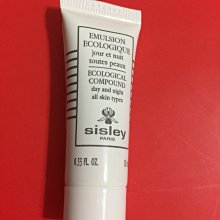 EMULSION
ECOLOGIQUE
jour et nuit
toutes peaux
ECOLOGICAL
COMPOUND
day and night
all skin types
sisley
PARIS
0.33 FL. OZ.